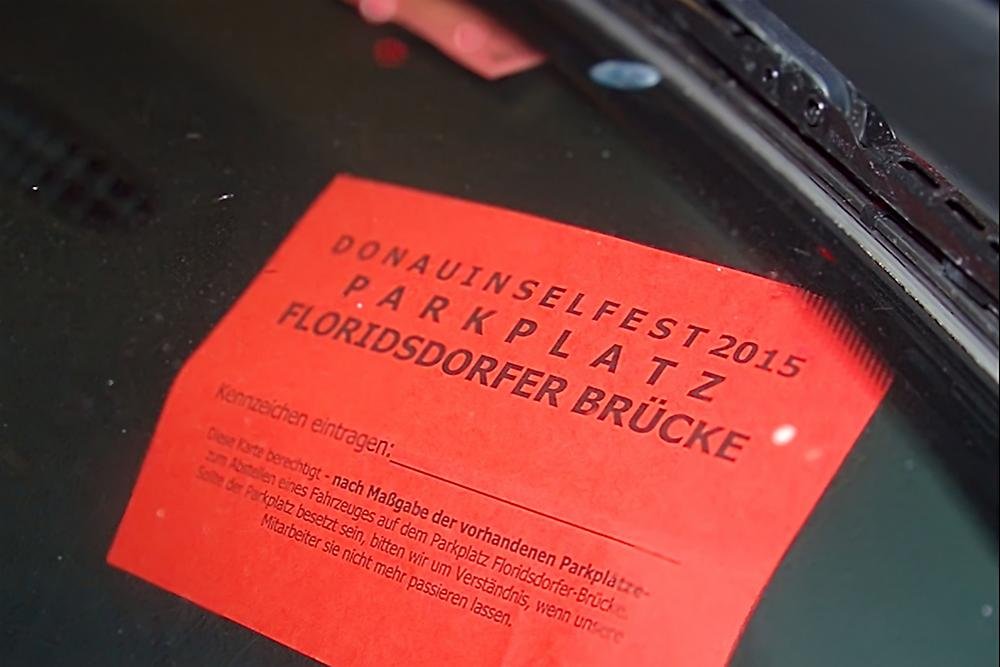 DONAUINSELFEST 2015
PARKPLATZ
FLORIDSDORFER BRÜCKE
Kennzeichen eintragen:
Diese Karte berechtigt - nach Maßgabe der vorhandenen Parkplätze-
zum Abstellen eines Fahrzeuges auf dem Parkplatz Floridsdorfer-Brücke.
Sollte der Parkplatz besetzt sein, bitten wir um Verständnis, wenn unsere
Mitarbeiter sie nicht mehr passieren lassen.